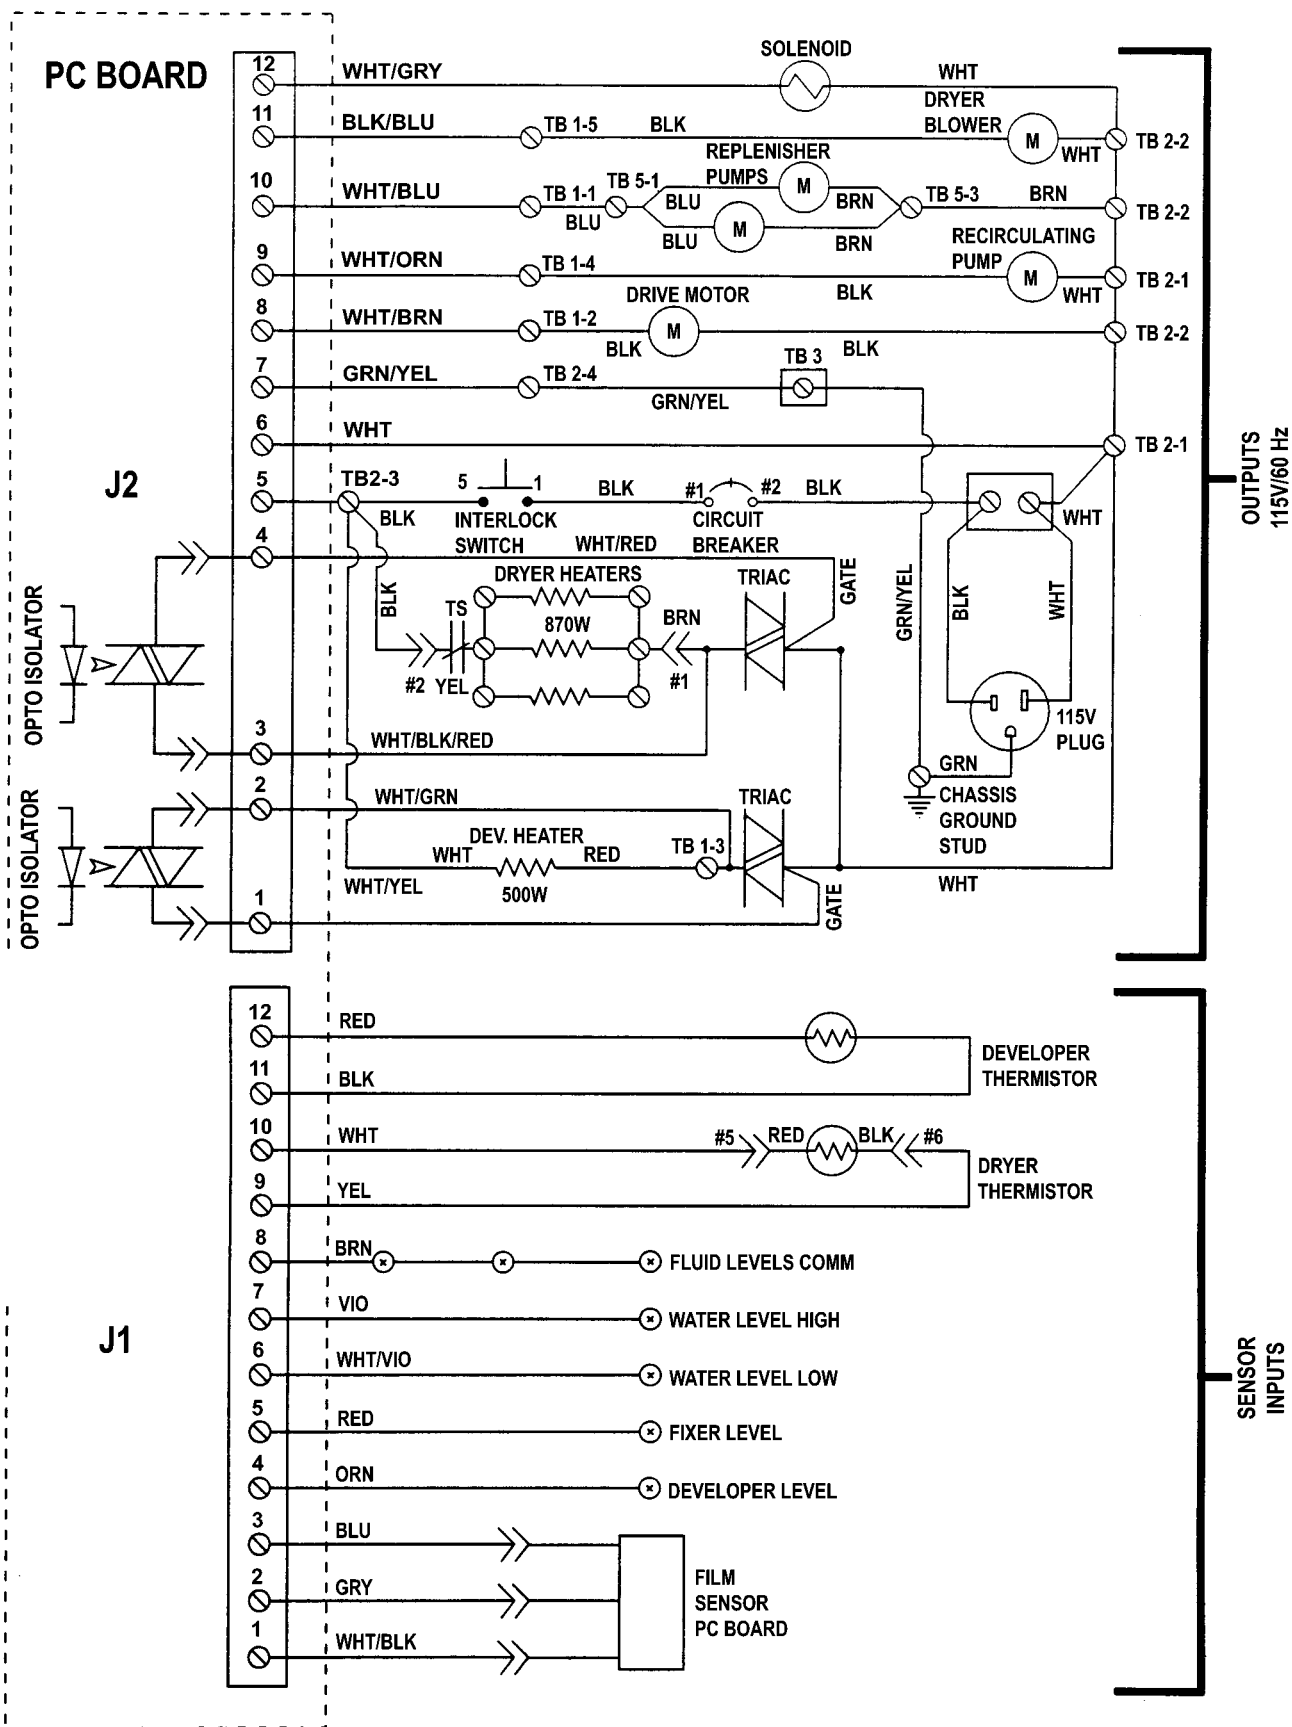 PC BOARD
J2
12 WHT/GRY SOLENOID WHT
11 BLK/BLU TB 1-5 BLK DRYER BLOWER M WHT TB 2-2
10 WHT/BLU TB 1-1 BLU TB 5-1 BLU BLU REPLENISHER PUMPS M M BRN BRN TB 5-3 BRN TB 2-2
9 WHT/ORN TB 1-4 BLK RECIRCULATING PUMP M WHT TB 2-1
8 WHT/BRN TB 1-2 BLK DRIVE MOTOR M BLK TB 2-2
7 GRN/YEL TB 2-4 GRN/YEL TB 3
6 WHT TB 2-1
5 TB2-3 BLK 5 1 INTERLOCK SWITCH BLK #1 #2 CIRCUIT BREAKER BLK WHT
4 WHT/RED GATE
OPTO ISOLATOR
BLK #2 TS YEL
DRYER HEATERS
870W
BRN #1
TRIAC
GRN/YEL
BLK
WHT
115V PLUG
3 WHT/BLK/RED
GRN
CHASSIS GROUND STUD
2 WHT/GRN
OPTO ISOLATOR
WHT/YEL
DEV. HEATER
WHT RED
500W
TB 1-3
TRIAC
WHT
GATE
1
OUTPUTS
115V/60 Hz
J1
12 RED
DEVELOPER
THERMISTOR
11 BLK
10 WHT #5 RED BLK #6
DRYER
THERMISTOR
9 YEL
8 BRN FLUID LEVELS COMM
7 VIO WATER LEVEL HIGH
6 WHT/VIO WATER LEVEL LOW
5 RED FIXER LEVEL
4 ORN DEVELOPER LEVEL
3 BLU
2 GRY
1 WHT/BLK
FILM
SENSOR
PC BOARD
SENSOR
INPUTS